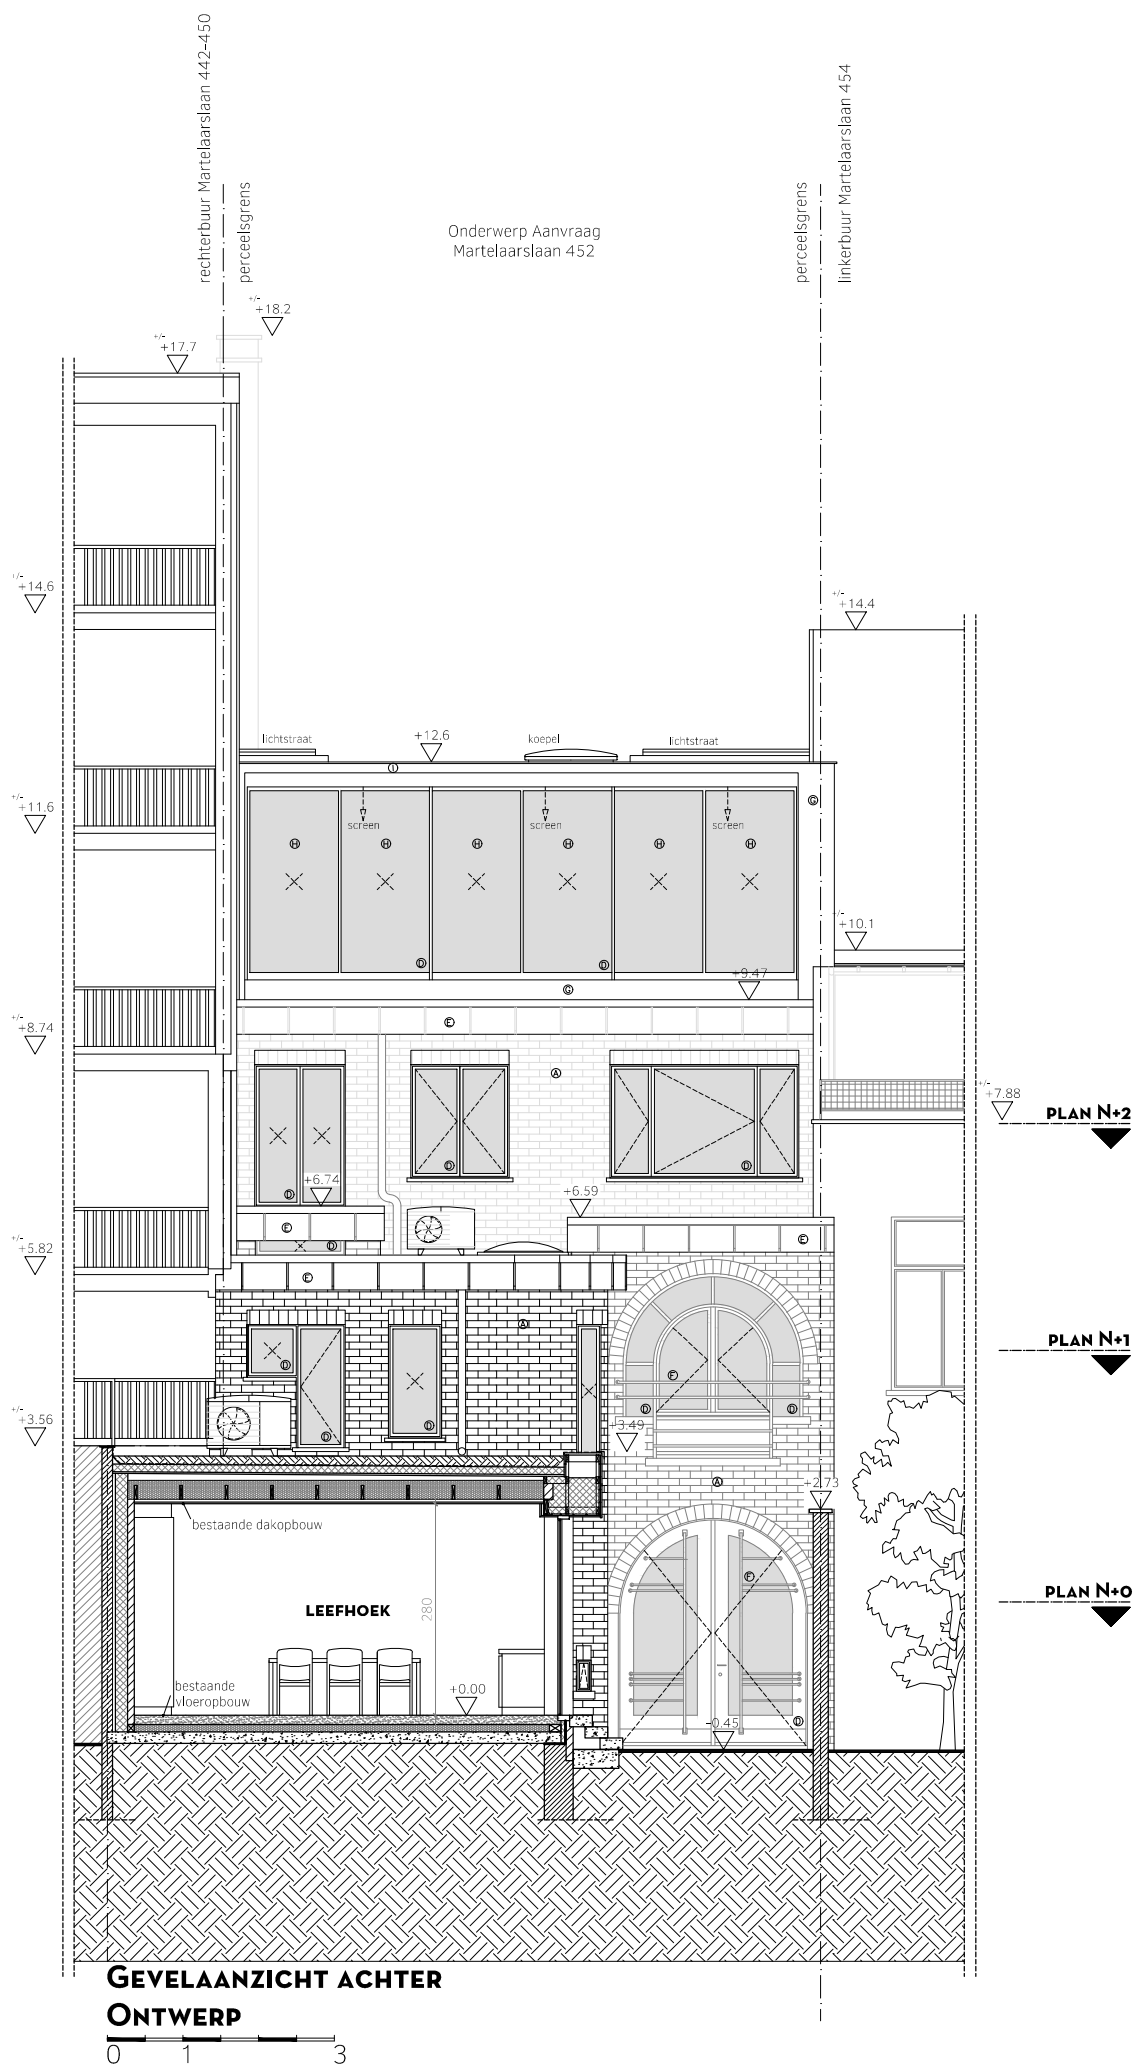 rechterbuur Martelaarslaan 442-450
perceelsgrens
Onderwerp Aanvraag
Martelaarslaan 452
perceelsgrens
linkerbuur Martelaarslaan 454
+/-
+18.2
+/-
+17.7
+/-
+14.6
+/-
+14.4
lichtstraat
+12.6
koepel
lichtstraat
I
G
+/-
+11.6
screen
screen
screen
H
H
H
H
H
H
+/-
+10.1
D
D
G
+9.47
E
+/-
+8.74
A
+/-
+7.88
PLAN N+2
D
D
D
+6.74
+6.59
E
D
E
+/-
+5.82
E
A
PLAN N+1
D
F
D
D
D
D
+/-
+3.56
+3.49
A
+2.73
bestaande dakopbouw
F
PLAN N+0
LEEFHOEK
280
bestaande
vloeropbouw
+0.00
D
-0.45
GEVELAANZICHT ACHTER
ONTWERP
0 1 3